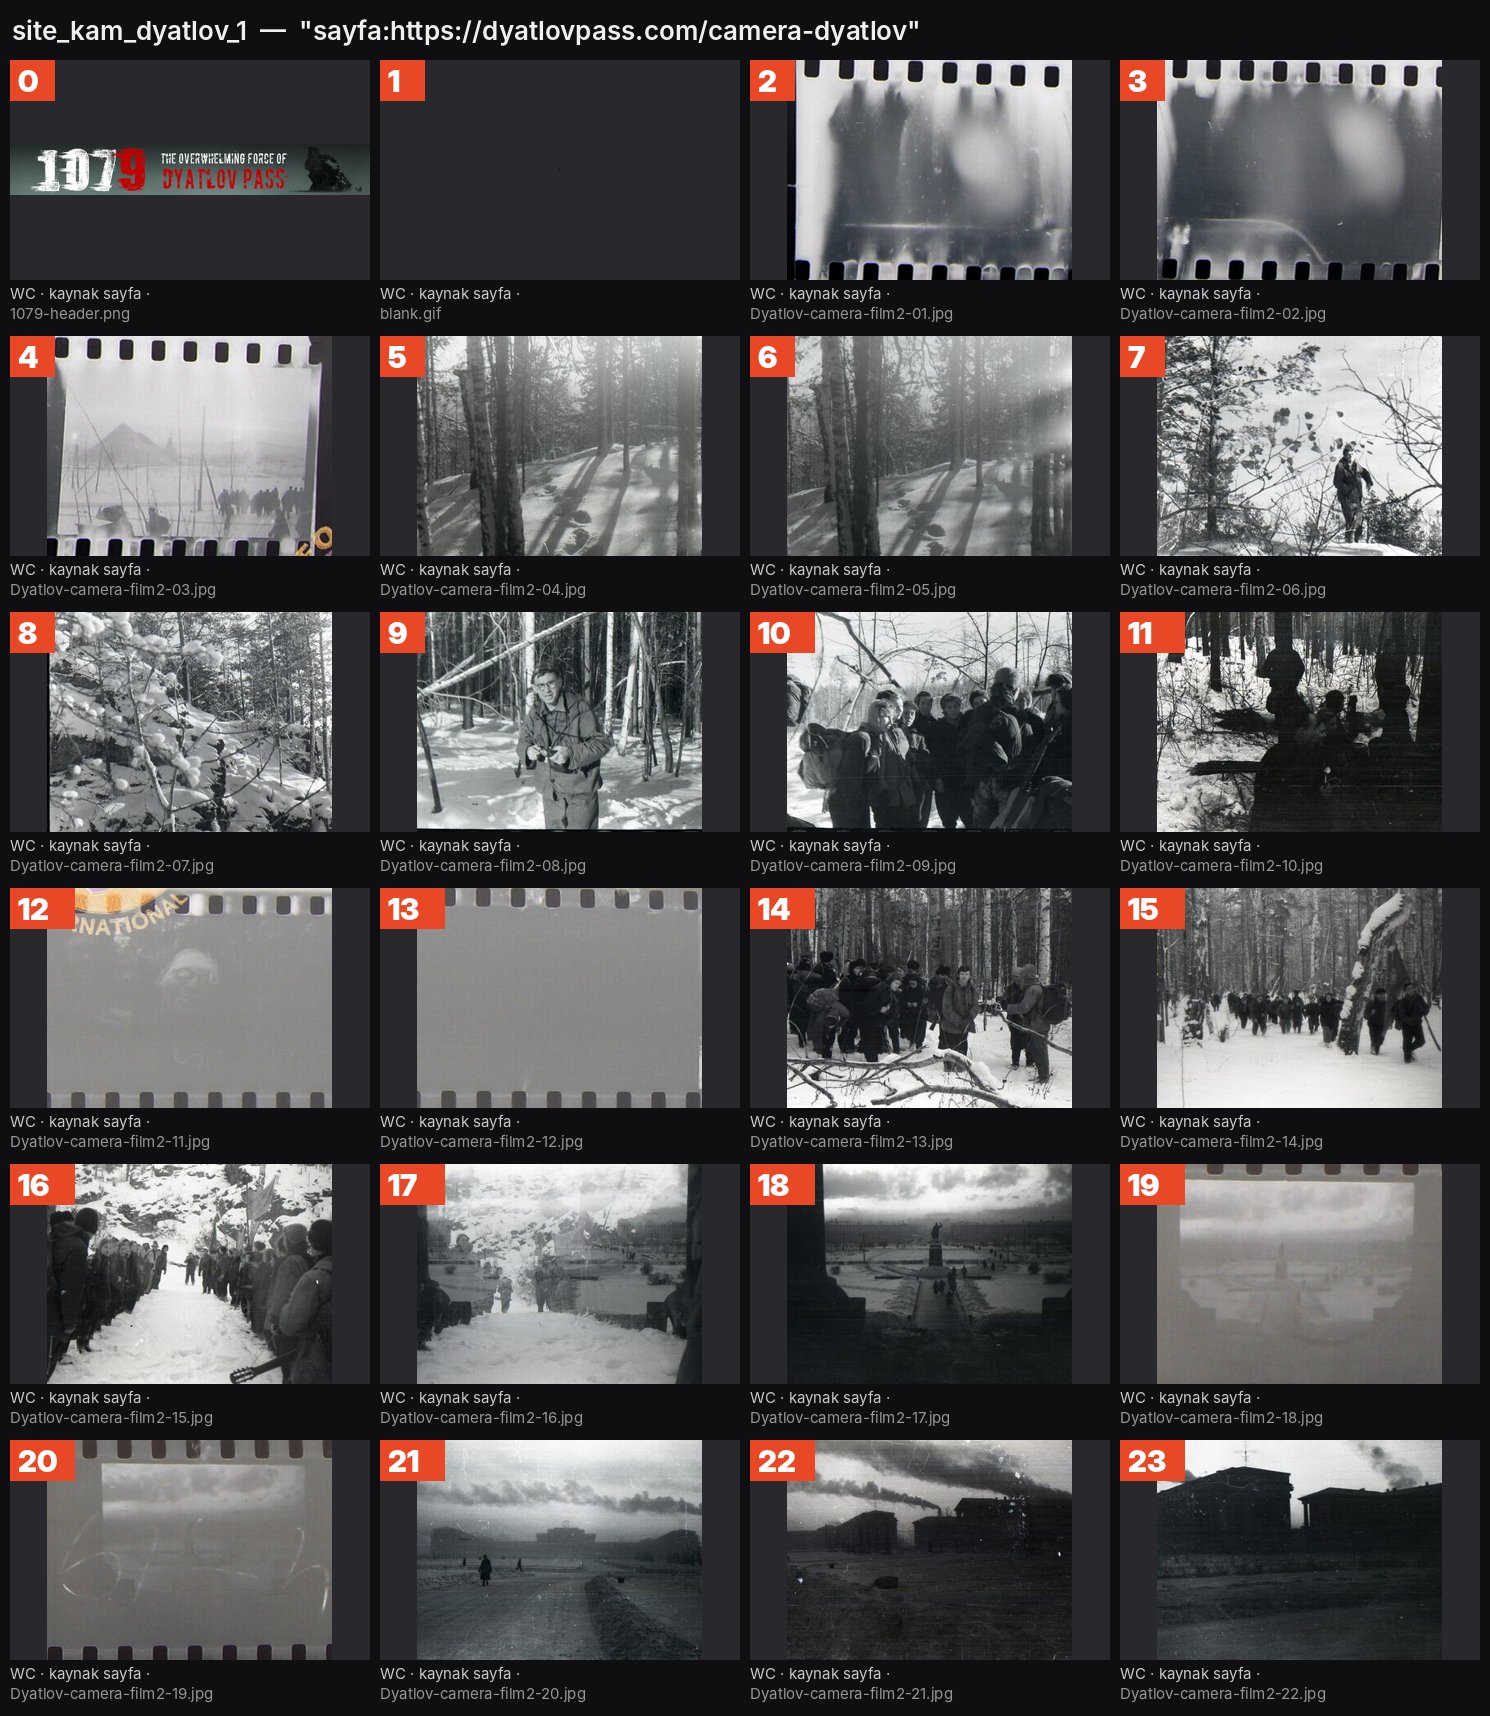 site_kam_dyatlov_1 — "sayfa:https://dyatlovpass.com/camera-dyatlov"
0
1
2
3
1079 THE OVERWHELMING FORCE OF
DYATLOV PASS
WC · kaynak sayfa ·
1079-header.png
WC · kaynak sayfa ·
blank.gif
WC · kaynak sayfa ·
Dyatlov-camera-film2-01.jpg
WC · kaynak sayfa ·
Dyatlov-camera-film2-02.jpg
4
5
6
7
WC · kaynak sayfa ·
Dyatlov-camera-film2-03.jpg
WC · kaynak sayfa ·
Dyatlov-camera-film2-04.jpg
WC · kaynak sayfa ·
Dyatlov-camera-film2-05.jpg
WC · kaynak sayfa ·
Dyatlov-camera-film2-06.jpg
8
9
10
11
WC · kaynak sayfa ·
Dyatlov-camera-film2-07.jpg
WC · kaynak sayfa ·
Dyatlov-camera-film2-08.jpg
WC · kaynak sayfa ·
Dyatlov-camera-film2-09.jpg
WC · kaynak sayfa ·
Dyatlov-camera-film2-10.jpg
12
13
14
15
RNATIONAL
WC · kaynak sayfa ·
Dyatlov-camera-film2-11.jpg
WC · kaynak sayfa ·
Dyatlov-camera-film2-12.jpg
WC · kaynak sayfa ·
Dyatlov-camera-film2-13.jpg
WC · kaynak sayfa ·
Dyatlov-camera-film2-14.jpg
16
17
18
19
WC · kaynak sayfa ·
Dyatlov-camera-film2-15.jpg
WC · kaynak sayfa ·
Dyatlov-camera-film2-16.jpg
WC · kaynak sayfa ·
Dyatlov-camera-film2-17.jpg
WC · kaynak sayfa ·
Dyatlov-camera-film2-18.jpg
20
21
22
23
WC · kaynak sayfa ·
Dyatlov-camera-film2-19.jpg
WC · kaynak sayfa ·
Dyatlov-camera-film2-20.jpg
WC · kaynak sayfa ·
Dyatlov-camera-film2-21.jpg
WC · kaynak sayfa ·
Dyatlov-camera-film2-22.jpg